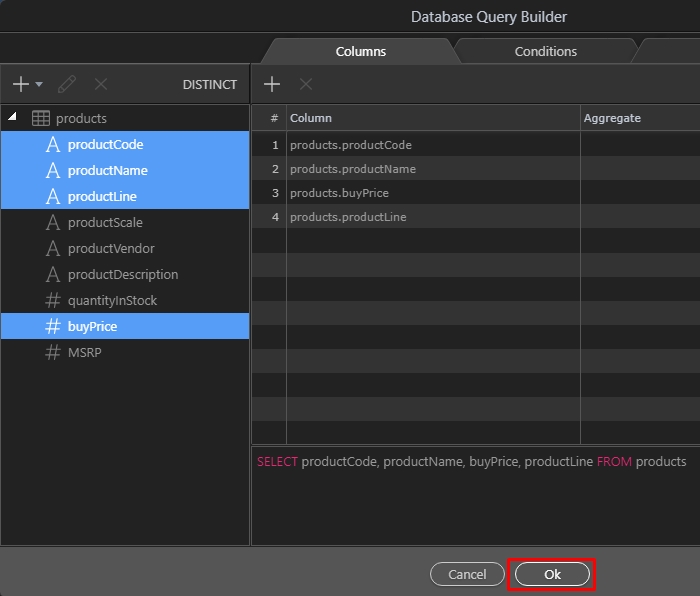 Database Query Builder
Columns
Conditions
DISTINCT
products
productCode
productName
productLine
productScale
productVendor
productDescription
quantityInStock
buyPrice
MSRP
# Column Aggregate
1 products.productCode
2 products.productName
3 products.buyPrice
4 products.productLine
SELECT productCode, productName, buyPrice, productLine FROM products
Cancel
Ok